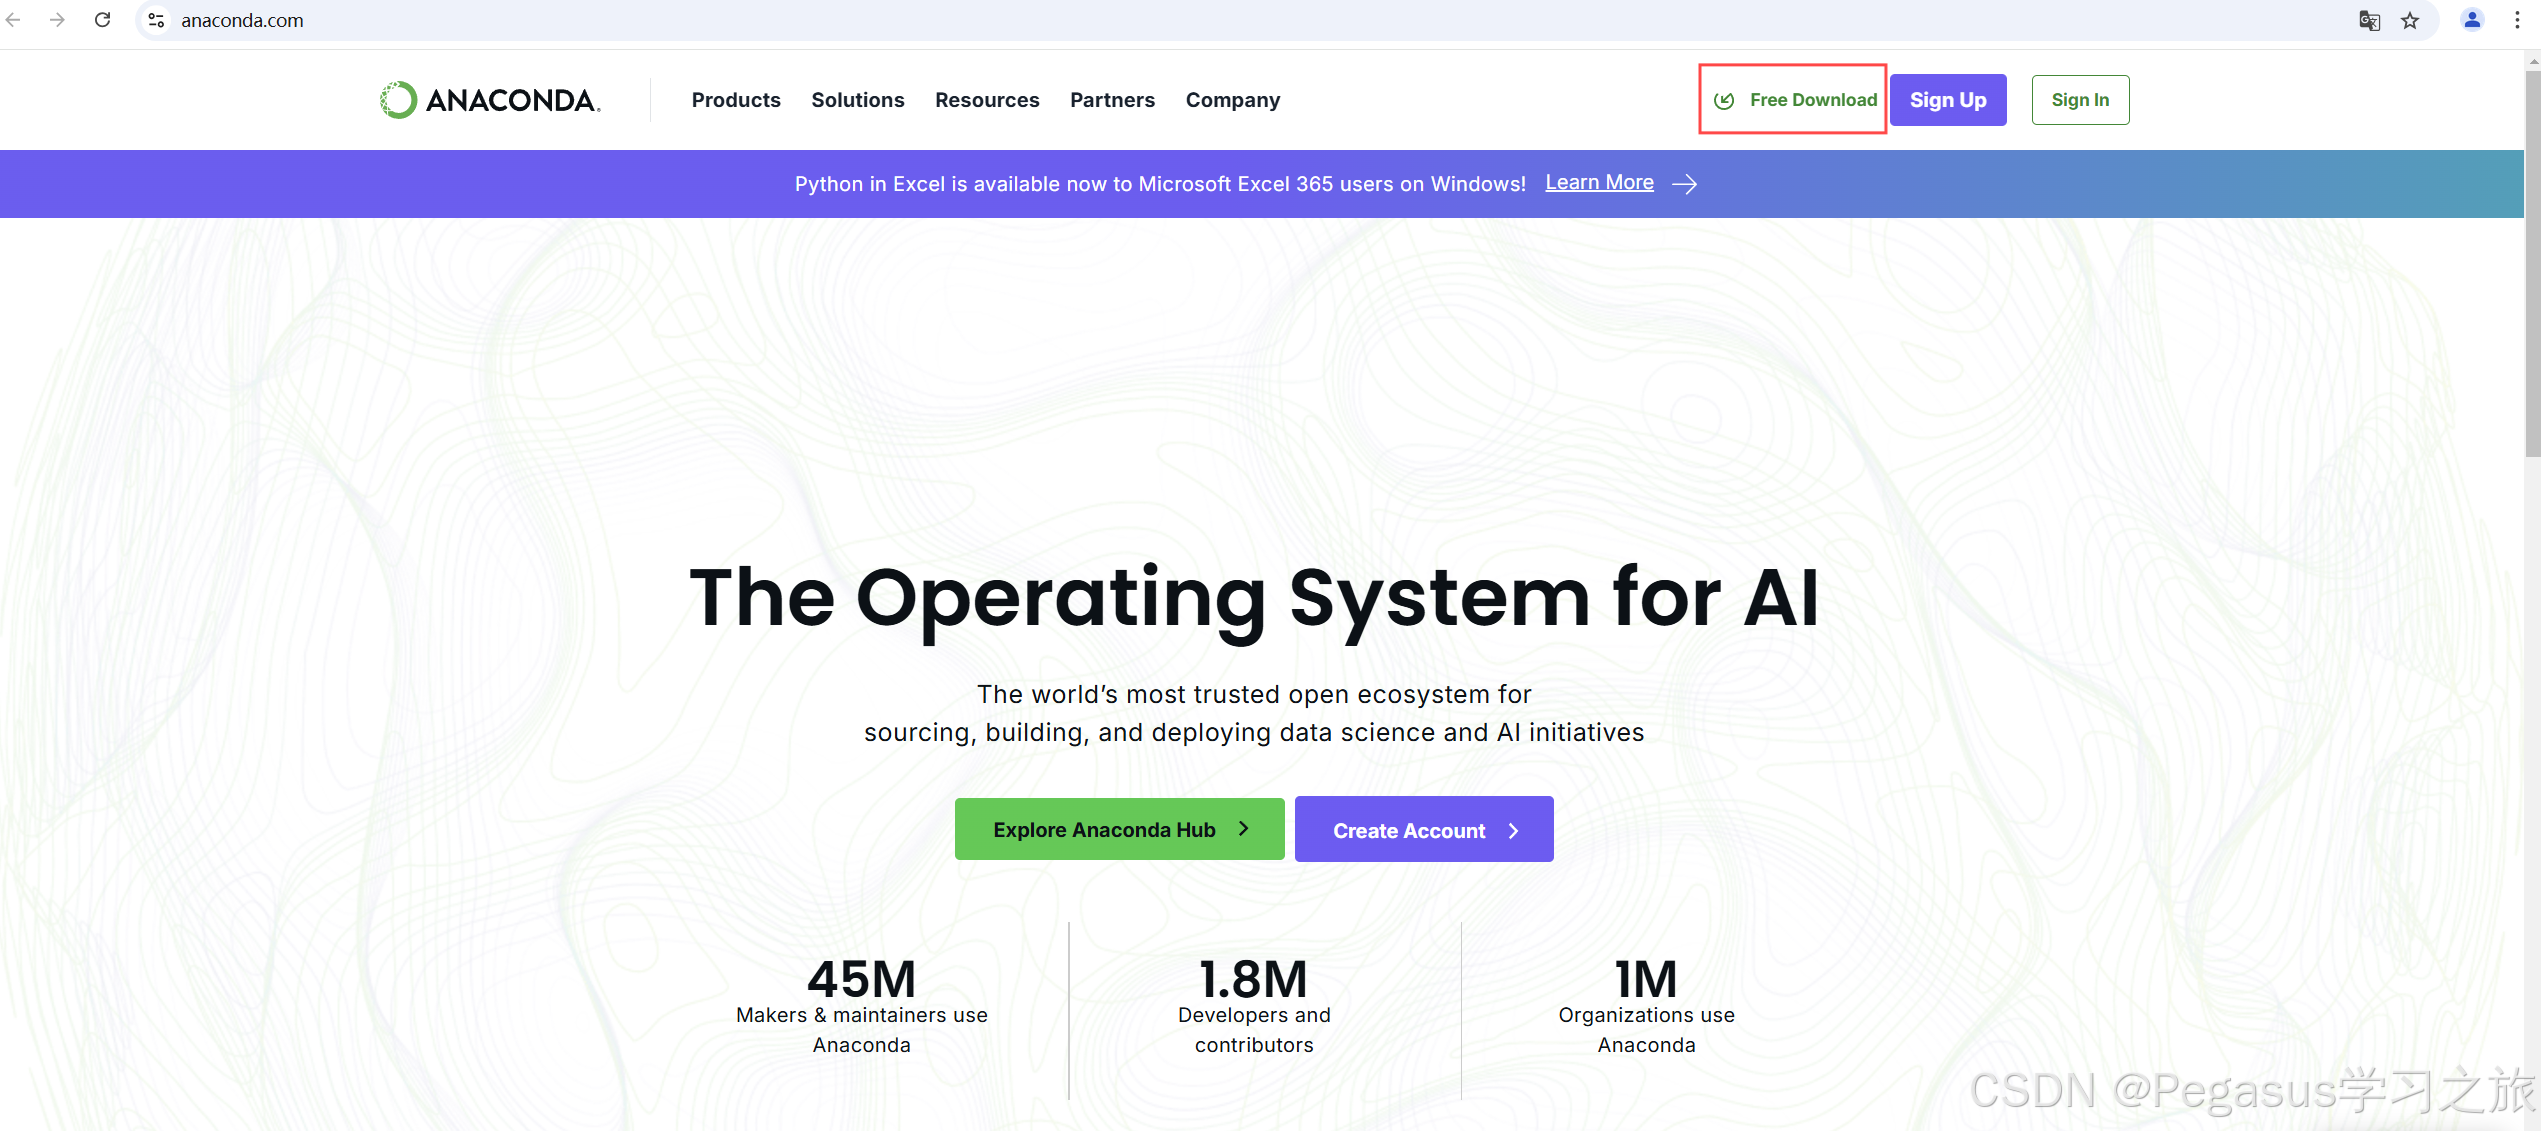 anaconda.com
ANACONDA.
Products Solutions Resources Partners Company
Free Download Sign Up Sign In
Python in Excel is available now to Microsoft Excel 365 users on Windows! Learn More
The Operating System for AI
The world’s most trusted open ecosystem for
sourcing, building, and deploying data science and AI initiatives
Explore Anaconda Hub
Create Account
45M
Makers & maintainers use
Anaconda
1.8M
Developers and
contributors
1M
Organizations use
Anaconda
CSDN @Pegasus学习之旅